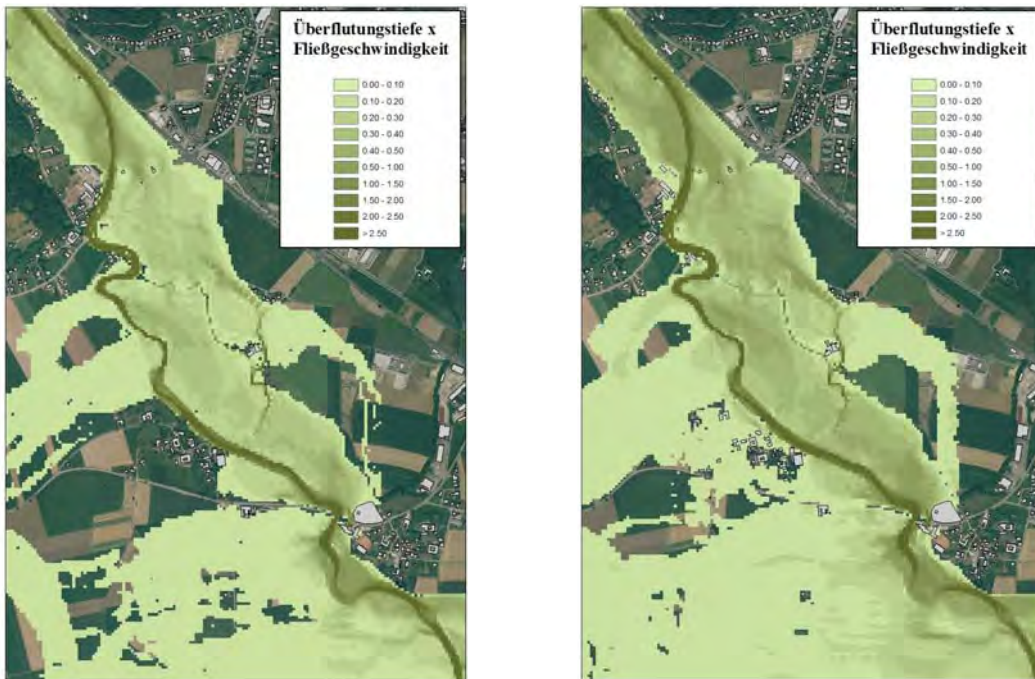 Überflutungstiefe x
Fließgeschwindigkeit
0.00 - 0.10
0.10 - 0.20
0.20 - 0.30
0.30 - 0.40
0.40 - 0.50
0.50 - 1.00
1.00 - 1.50
1.50 - 2.00
2.00 - 2.50
> 2.50
Überflutungstiefe x
Fließgeschwindigkeit
0.00 - 0.10
0.10 - 0.20
0.20 - 0.30
0.30 - 0.40
0.40 - 0.50
0.50 - 1.00
1.00 - 1.50
1.50 - 2.00
2.00 - 2.50
> 2.50